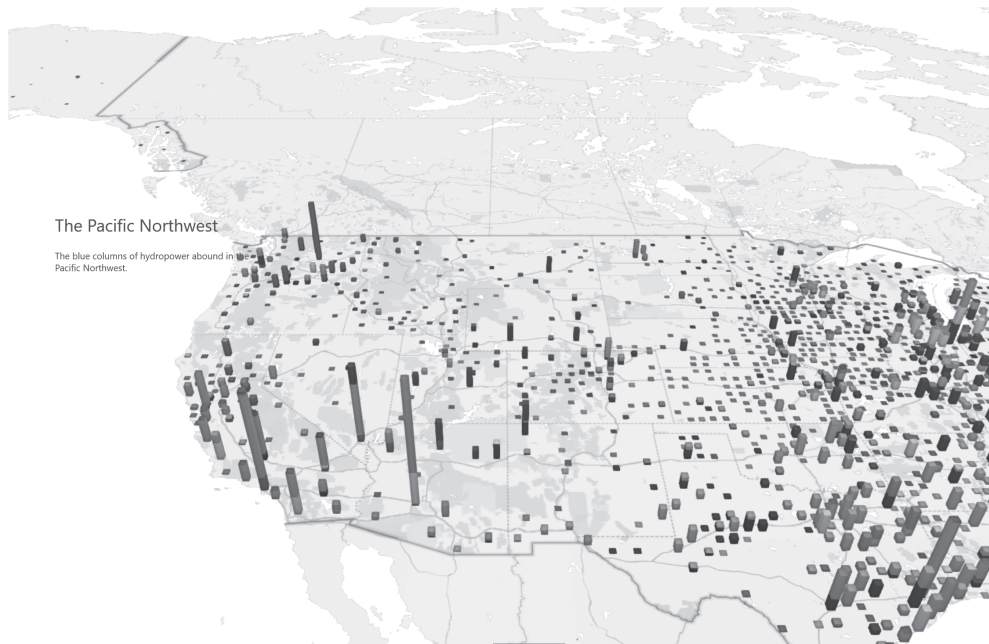 The Pacific Northwest
The blue columns of hydropower abound in the
Pacific Northwest.